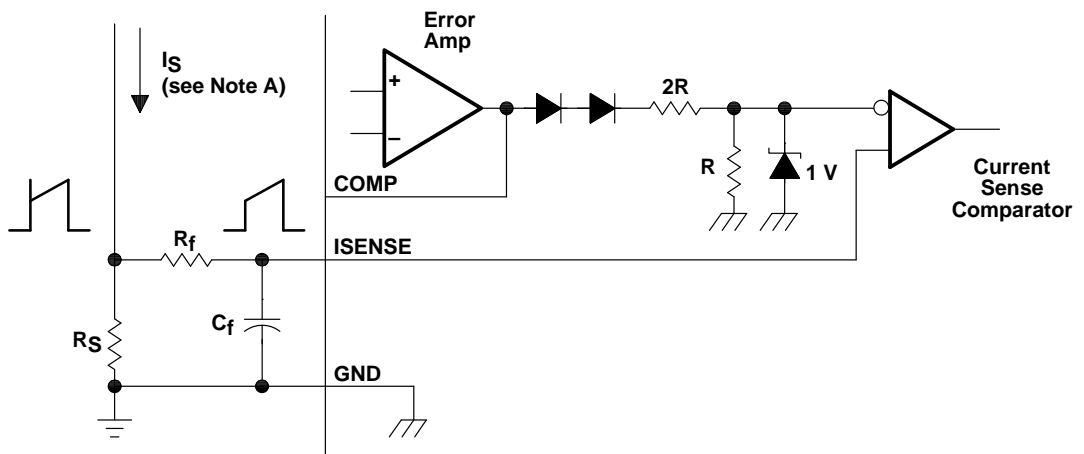 Error
Amp
IS
(see Note A)
+
−
2R
COMP
R
1 V
Current
Sense
Comparator
Rf
ISENSE
RS
Cf
GND